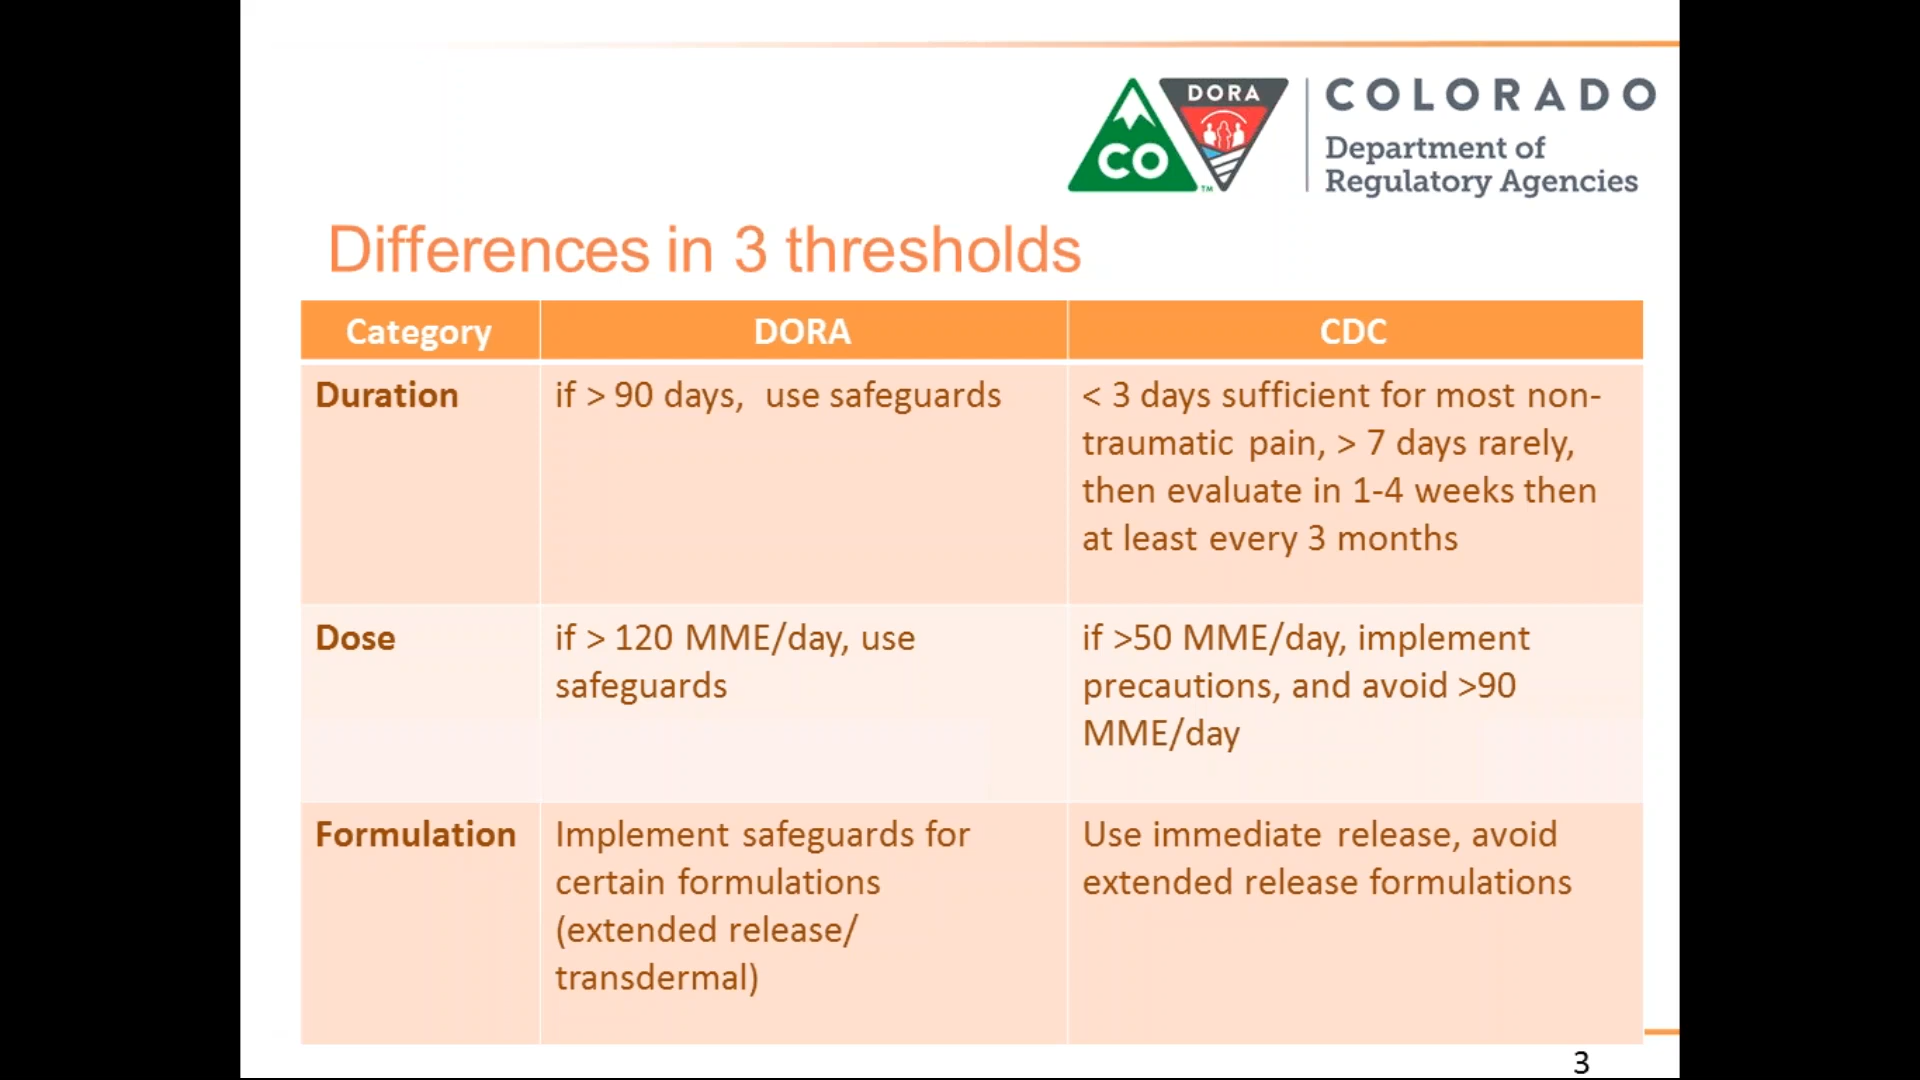 CO
DORA
TM
COLORADO
Department of
Regulatory Agencies
Differences in 3 thresholds
Category
DORA
CDC
Duration
if > 90 days,  use safeguards
< 3 days sufficient for most non-
traumatic pain, > 7 days rarely,
then evaluate in 1-4 weeks then
at least every 3 months
Dose
if > 120 MME/day, use
safeguards
if >50 MME/day, implement
precautions, and avoid >90
MME/day
Formulation
Implement safeguards for
certain formulations
(extended release/
transdermal)
Use immediate release, avoid
extended release formulations
3